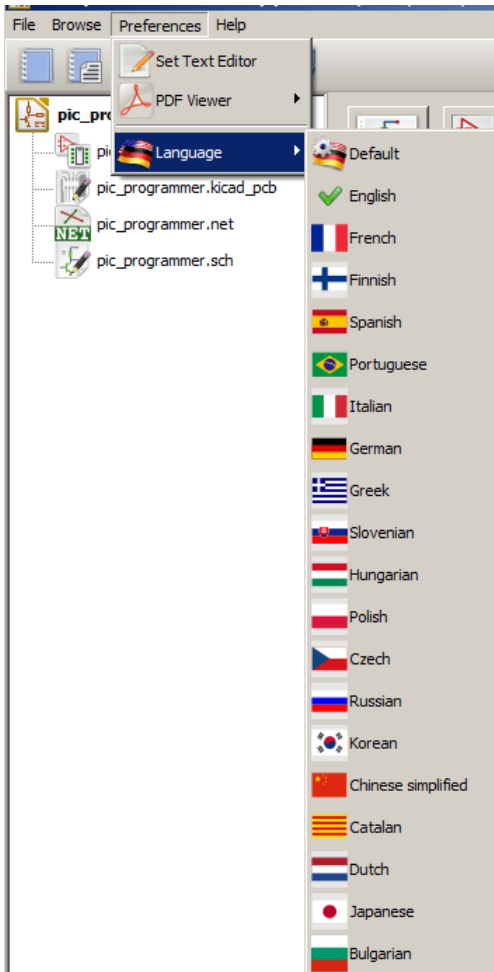 File Browse Preferences Help
Set Text Editor
PDF Viewer
Language
pic_pro
pi
pic_programmer.kicad_pcb
NET
pic_programmer.net
pic_programmer.sch
Default
English
French
Finnish
Spanish
Portuguese
Italian
German
Greek
Slovenian
Hungarian
Polish
Czech
Russian
Korean
Chinese simplified
Catalan
Dutch
Japanese
Bulgarian